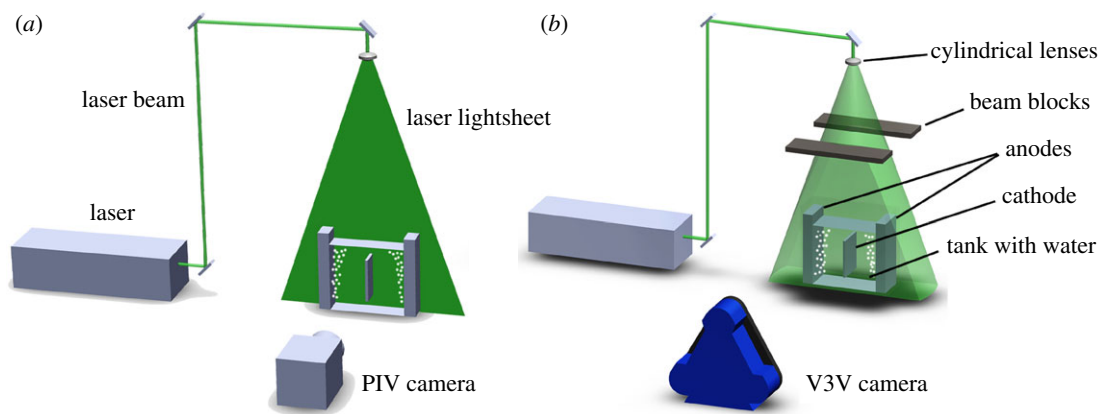 (a)
laser beam
laser lightsheet
laser
PIV camera
(b)
cylindrical lenses
beam blocks
anodes
cathode
tank with water
V3V camera